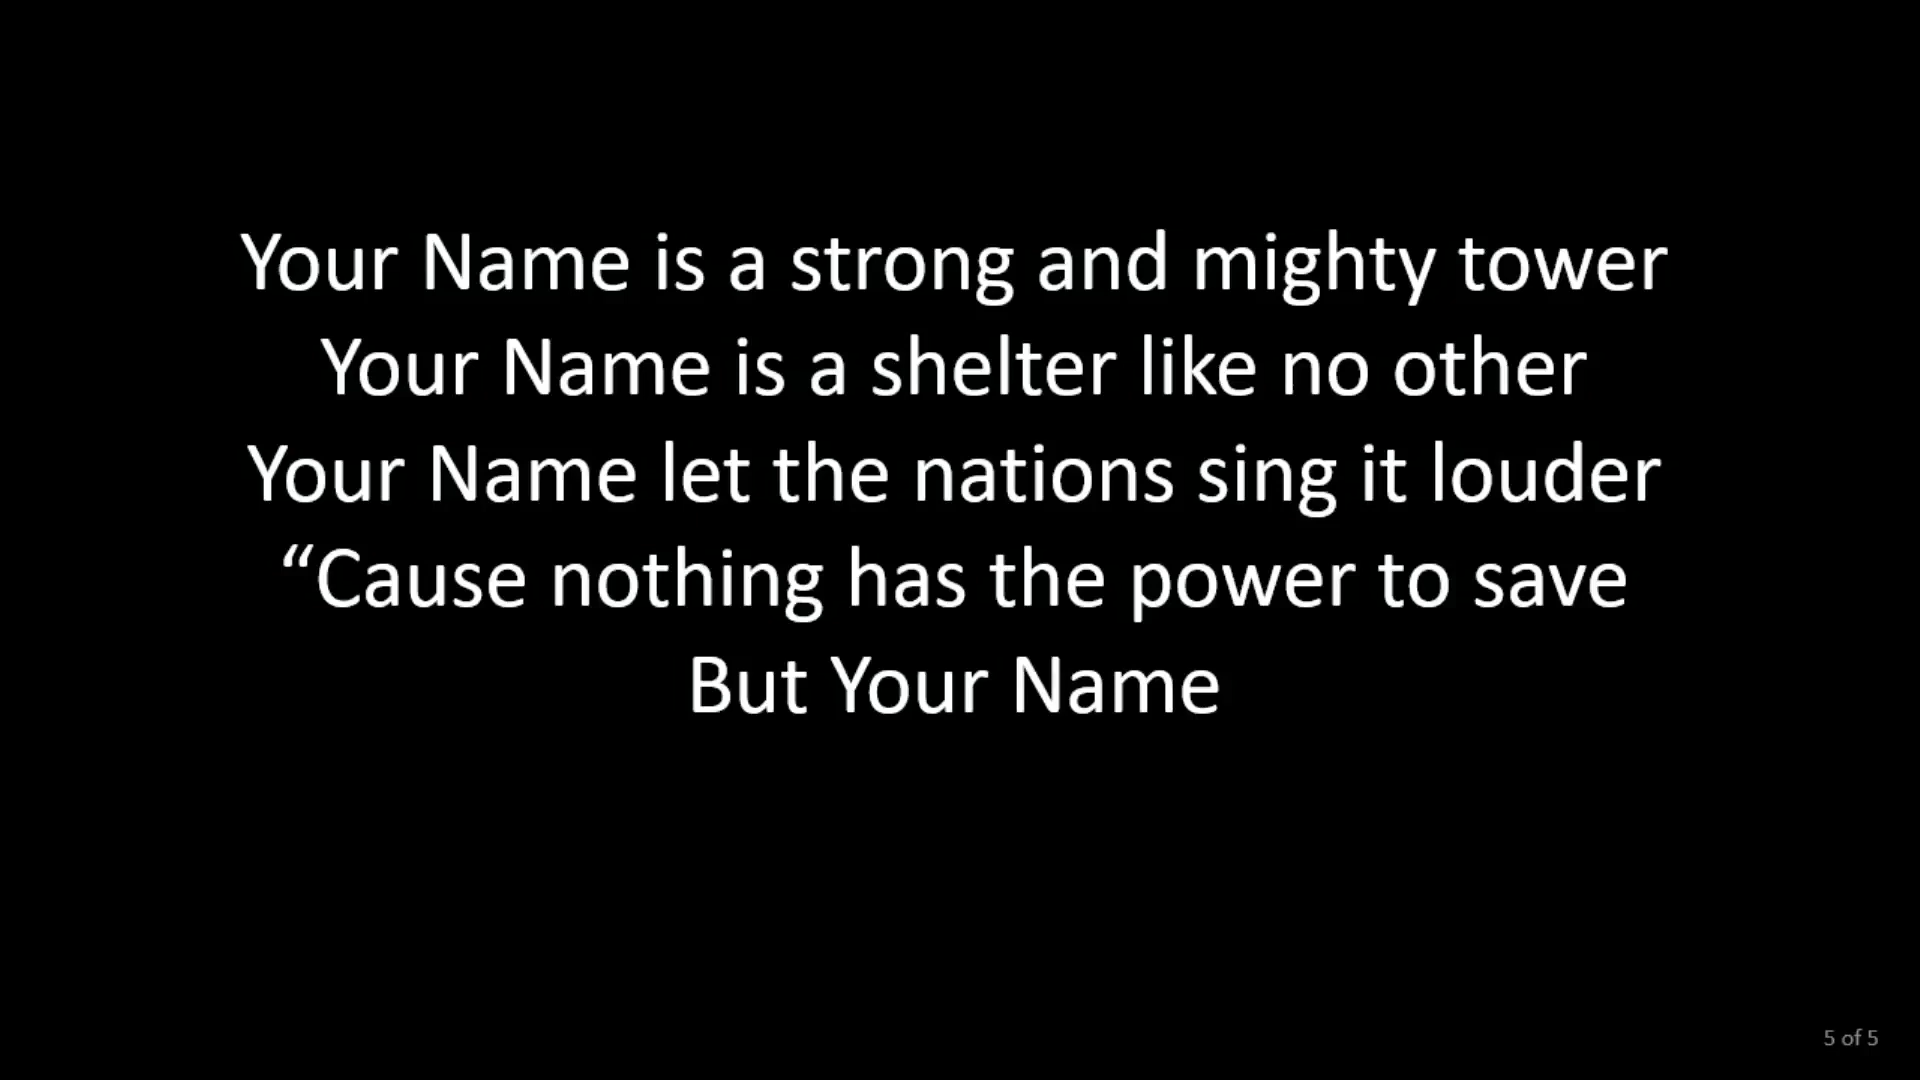 Your Name is a strong and mighty tower
Your Name is a shelter like no other
Your Name let the nations sing it louder
“Cause nothing has the power to save
But Your Name
5 of 5